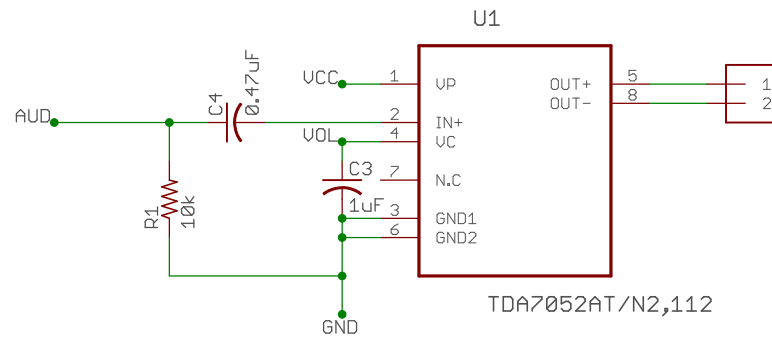 U1
VCC
1
VP
OUT+
5
1
OUT-
8
2
AUD
C4
0.47uF
2
IN+
VOL
4
VC
C3
7
N.C
1uF
R1
10k
3
GND1
6
GND2
TDA7052AT/N2,112
GND